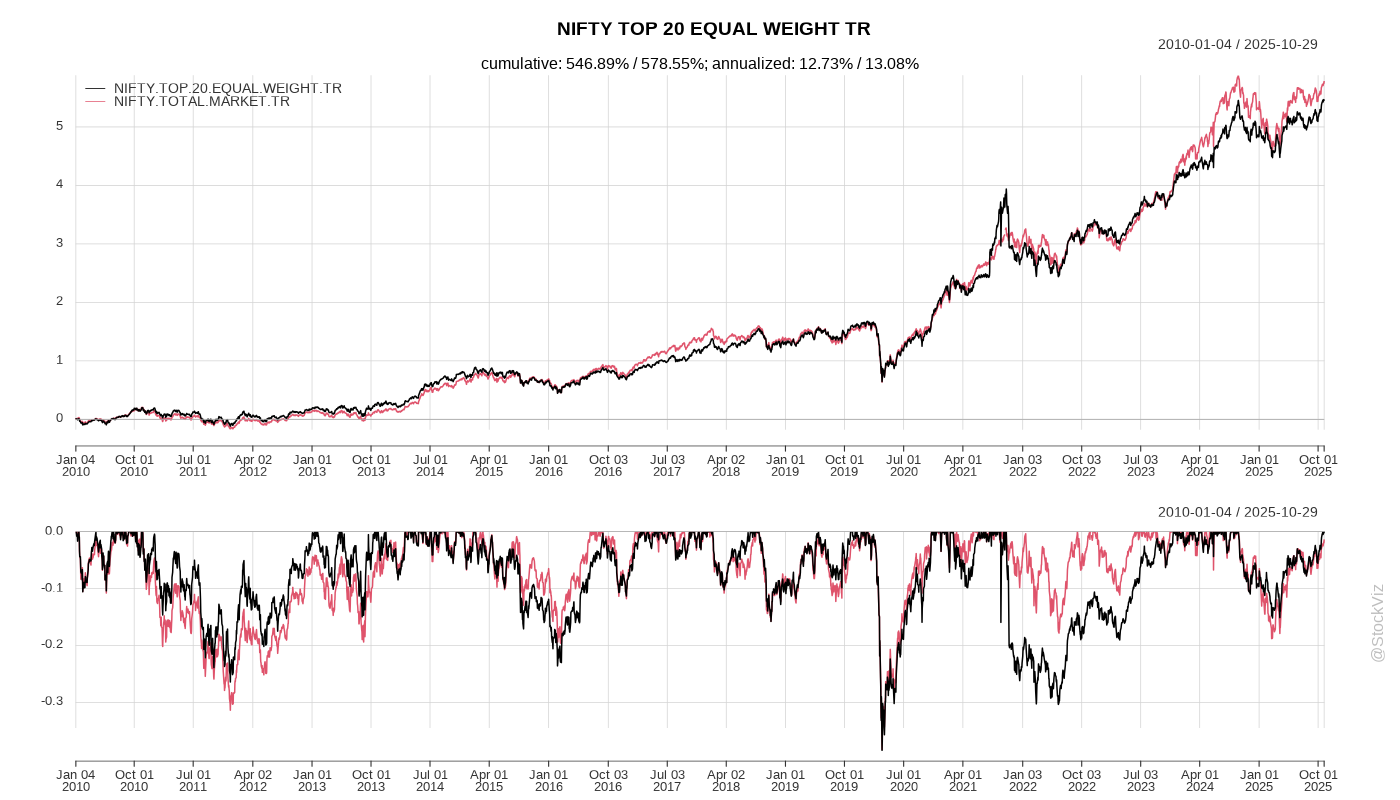 NIFTY TOP 20 EQUAL WEIGHT TR
2010-01-04 / 2025-10-29
cumulative: 546.89% / 578.55%; annualized: 12.73% / 13.08%
NIFTY.TOP.20.EQUAL.WEIGHT.TR
NIFTY.TOTAL.MARKET.TR
5
4
3
2
1
0
Jan 04 Oct 01 Jul 01 Apr 02 Jan 01 Oct 01 Jul 01 Apr 01 Jan 01 Oct 03 Jul 03 Apr 02 Jan 01 Oct 01 Jul 01 Apr 01 Jan 03 Oct 03 Jul 03 Apr 01 Jan 01 Oct 01
2010 2010 2011 2012 2013 2013 2014 2015 2016 2016 2017 2018 2019 2019 2020 2021 2022 2022 2023 2024 2025 2025
2010-01-04 / 2025-10-29
0.0
-0.1
-0.2
-0.3
Jan 04 Oct 01 Jul 01 Apr 02 Jan 01 Oct 01 Jul 01 Apr 01 Jan 01 Oct 03 Jul 03 Apr 02 Jan 01 Oct 01 Jul 01 Apr 01 Jan 03 Oct 03 Jul 03 Apr 01 Jan 01 Oct 01
2010 2010 2011 2012 2013 2013 2014 2015 2016 2016 2017 2018 2019 2019 2020 2021 2022 2022 2023 2024 2025 2025
@StockViz